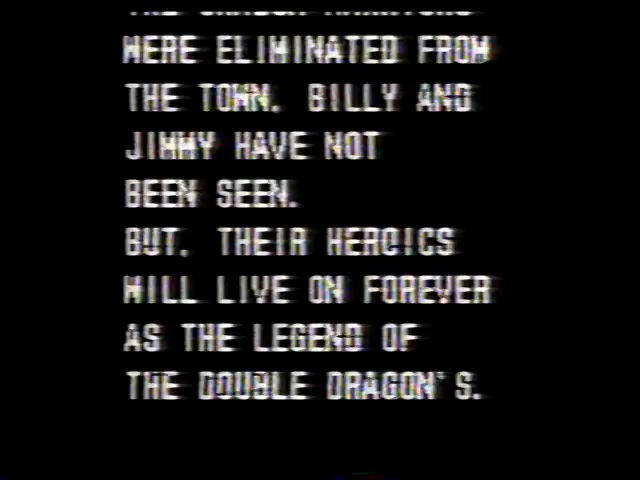 WERE ELIMINATED FROM
THE TOWN. BILLY AND
JIMMY HAVE NOT
BEEN SEEN.
BUT, THEIR HEROICS
WILL LIVE ON FOREVER
AS THE LEGEND OF
THE DOUBLE DRAGON'S.